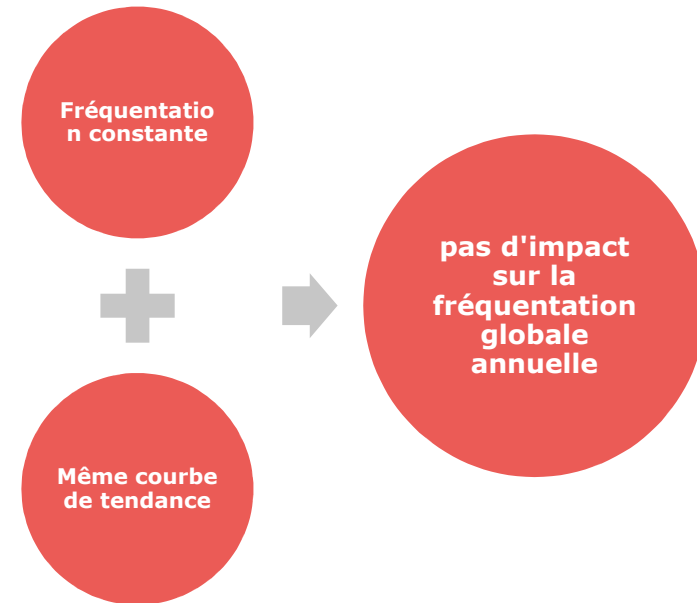 Fréquentatio
n constante
Même courbe
de tendance
pas d'impact
sur la
fréquentation
globale
annuelle